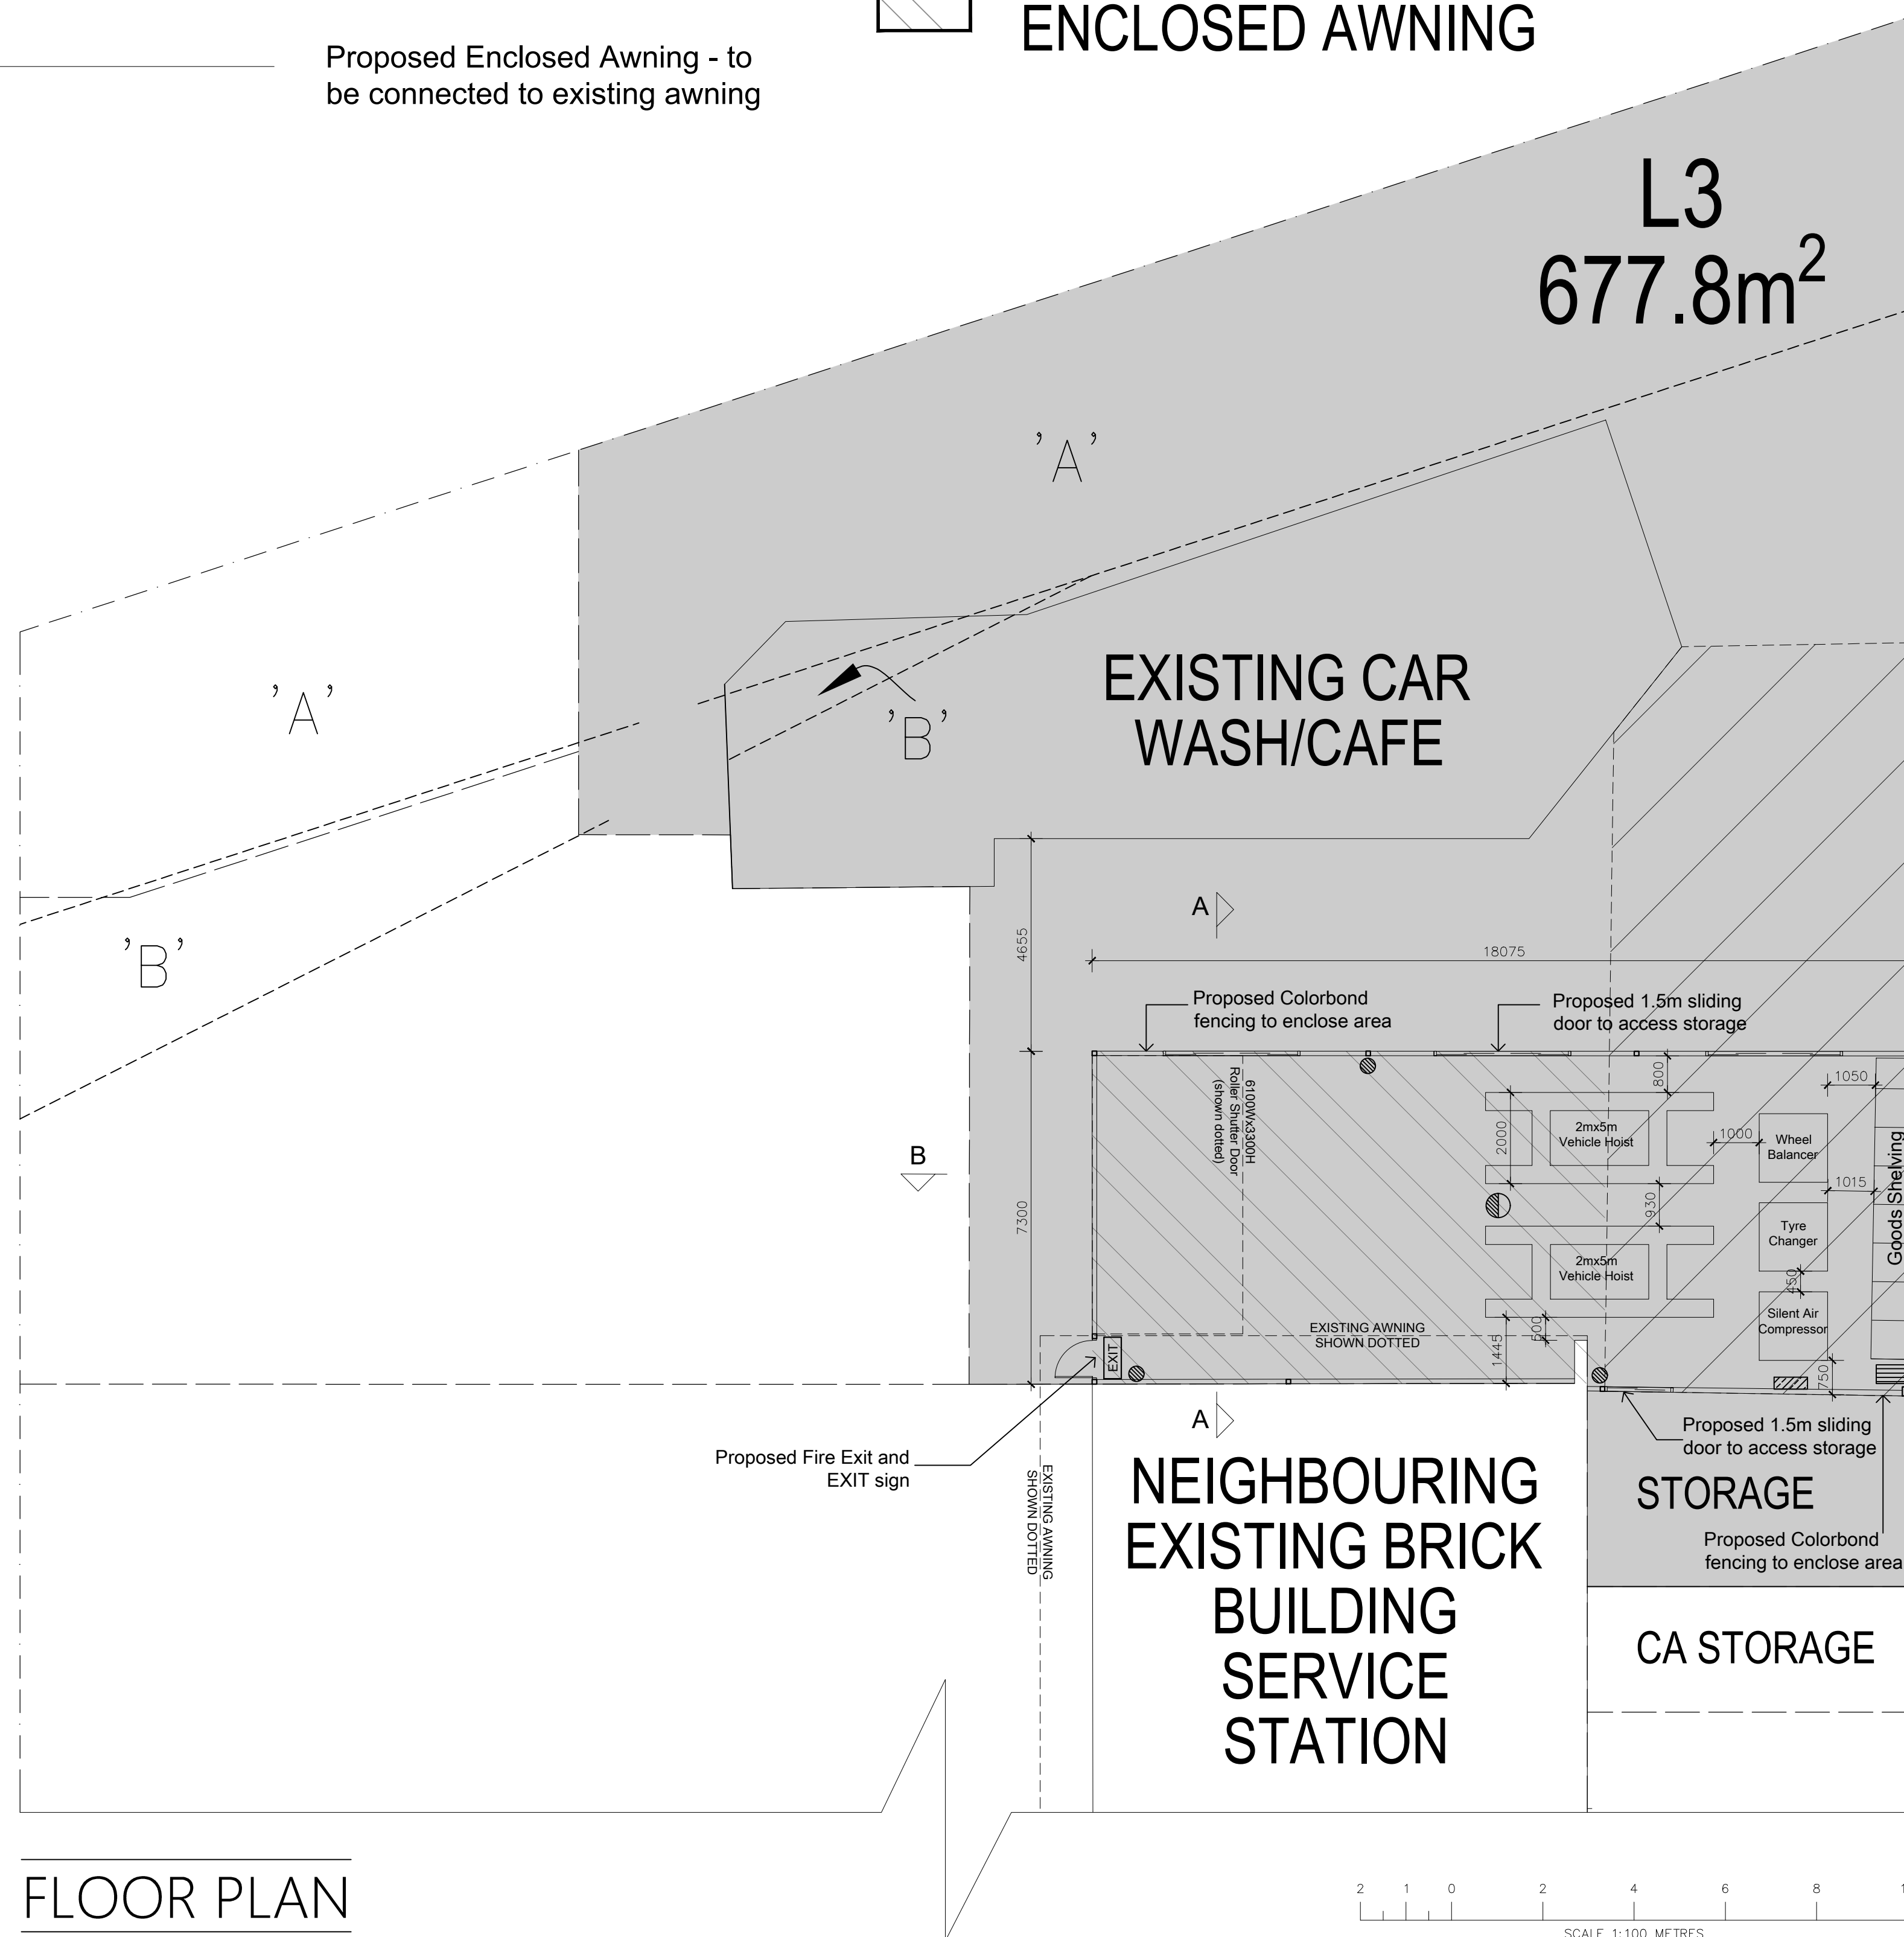 ENCLOSED AWNING
Proposed Enclosed Awning - to
be connected to existing awning
L3
677.8m²
'A'
EXISTING CAR
WASH/CAFE
'A'
'B'
'B'
4655
A
18075
Proposed Colorbond
fencing to enclose area
Proposed 1.5m sliding
door to access storage
6100Wx3300H
Roller Shutter Door
(shown dotted)
800
1050
2000
2mx5m
Vehicle Hoist
1000
Wheel
Balancer
B
7300
930
1015
Goods Shelving
Tyre
Changer
2mx5m
Vehicle Hoist
450
Silent Air
Compressor
EXISTING AWNING
SHOWN DOTTED
500
1445
EXIT
750
A
Proposed Fire Exit and
EXIT sign
EXISTING AWNING
SHOWN DOTTED
NEIGHBOURING
EXISTING BRICK
BUILDING
SERVICE
STATION
Proposed 1.5m sliding
door to access storage
STORAGE
Proposed Colorbond
fencing to enclose area
CA STORAGE
FLOOR PLAN
2 1 0 2 4 6 8
SCALE 1:100 METRES